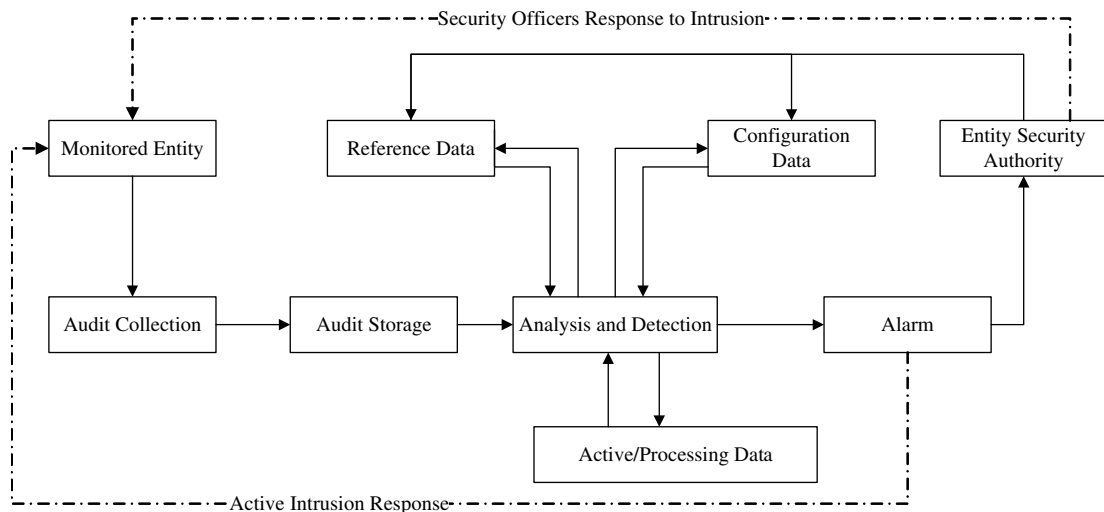 Security Officers Response to Intrusion
Monitored Entity
Reference Data
Configuration
Data
Entity Security
Authority
Audit Collection
Audit Storage
Analysis and Detection
Alarm
Active/Processing Data
Active Intrusion Response